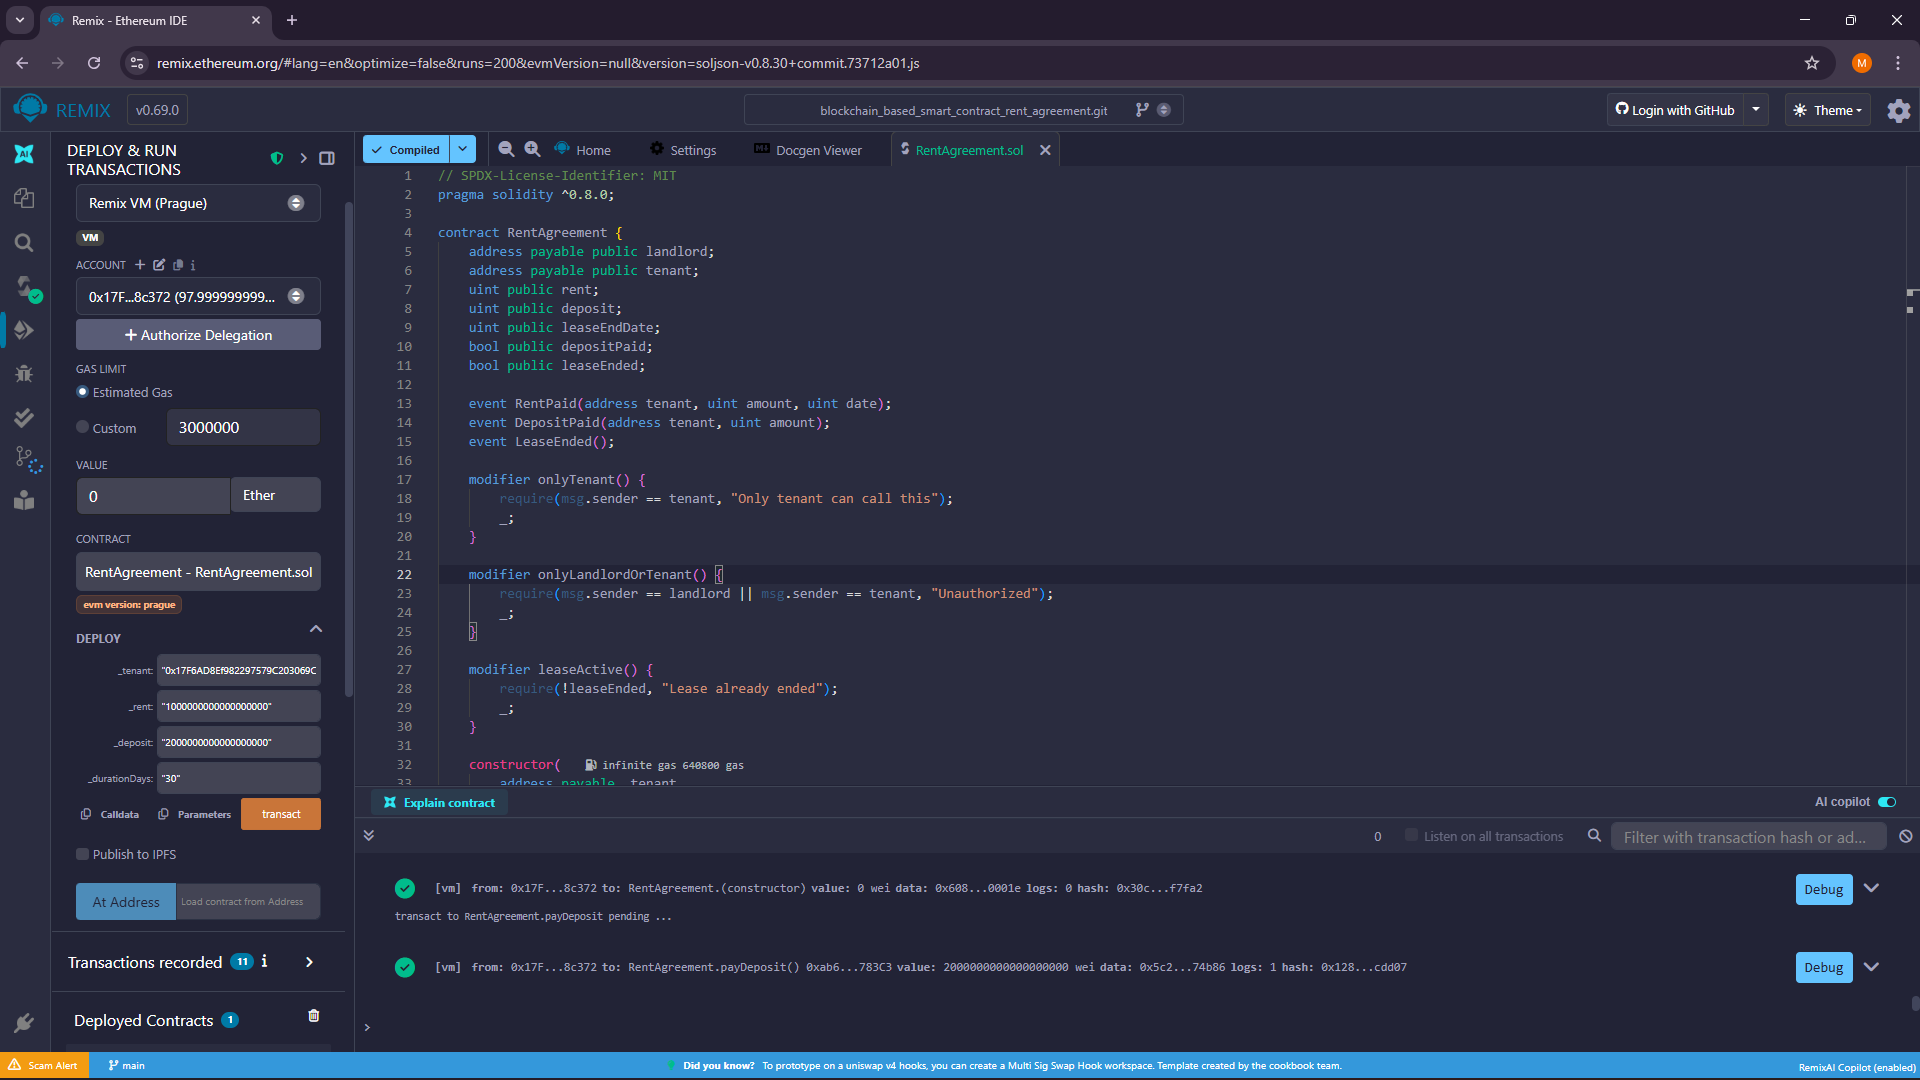 Remix - Ethereum IDE
remix.ethereum.org/#lang=en&optimize=false&runs=200&evmVersion=null&version=soljson-v0.8.30+commit.73712a01.js
M
REMIX
v0.69.0
blockchain_based_smart_contract_rent_agreement.git
Login with GitHub
Theme
AI
DEPLOY & RUN
TRANSACTIONS
Remix VM (Prague)
VM
ACCOUNT
0x17F...8c372 (97.999999999...
Authorize Delegation
GAS LIMIT
Estimated Gas
Custom
3000000
VALUE
0
Ether
CONTRACT
RentAgreement - RentAgreement.sol
evm version: prague
DEPLOY
_tenant:
"0x17F6AD8Ef982297579C203069C
_rent:
"1000000000000000000"
_deposit:
"2000000000000000000"
_durationDays:
"30"
Calldata
Parameters
transact
Publish to IPFS
At Address
Load contract from Address
Transactions recorded 11 i
Deployed Contracts 1
Compiled
Home
Settings
Docgen Viewer
RentAgreement.sol
1 // SPDX-License-Identifier: MIT
2 pragma solidity ^0.8.0;
3
4 contract RentAgreement {
5 address payable public landlord;
6 address payable public tenant;
7 uint public rent;
8 uint public deposit;
9 uint public leaseEndDate;
10 bool public depositPaid;
11 bool public leaseEnded;
12
13 event RentPaid(address tenant, uint amount, uint date);
14 event DepositPaid(address tenant, uint amount);
15 event LeaseEnded();
16
17 modifier onlyTenant() {
18 require(msg.sender == tenant, "Only tenant can call this");
19 _;
20 }
21
22 modifier onlyLandlordOrTenant() {
23 require(msg.sender == landlord || msg.sender == tenant, "Unauthorized");
24 _;
25 }
26
27 modifier leaseActive() {
28 require(!leaseEnded, "Lease already ended");
29 _;
30 }
31
32 constructor( infinite gas 640800 gas
33 address payable _tenant
Explain contract
AI copilot
0
Listen on all transactions
Filter with transaction hash or ad...
[vm] from: 0x17F...8c372 to: RentAgreement.(constructor) value: 0 wei data: 0x608...0001e logs: 0 hash: 0x30c...f7fa2
Debug
transact to RentAgreement.payDeposit pending ...
[vm] from: 0x17F...8c372 to: RentAgreement.payDeposit() 0xab6...783C3 value: 2000000000000000000 wei data: 0x5c2...74b86 logs: 1 hash: 0x128...cdd07
Debug
>
Scam Alert
main
Did you know? To prototype on a uniswap v4 hooks, you can create a Multi Sig Swap Hook workspace. Template created by the cookbook team.
RemixAI Copilot (enabled)